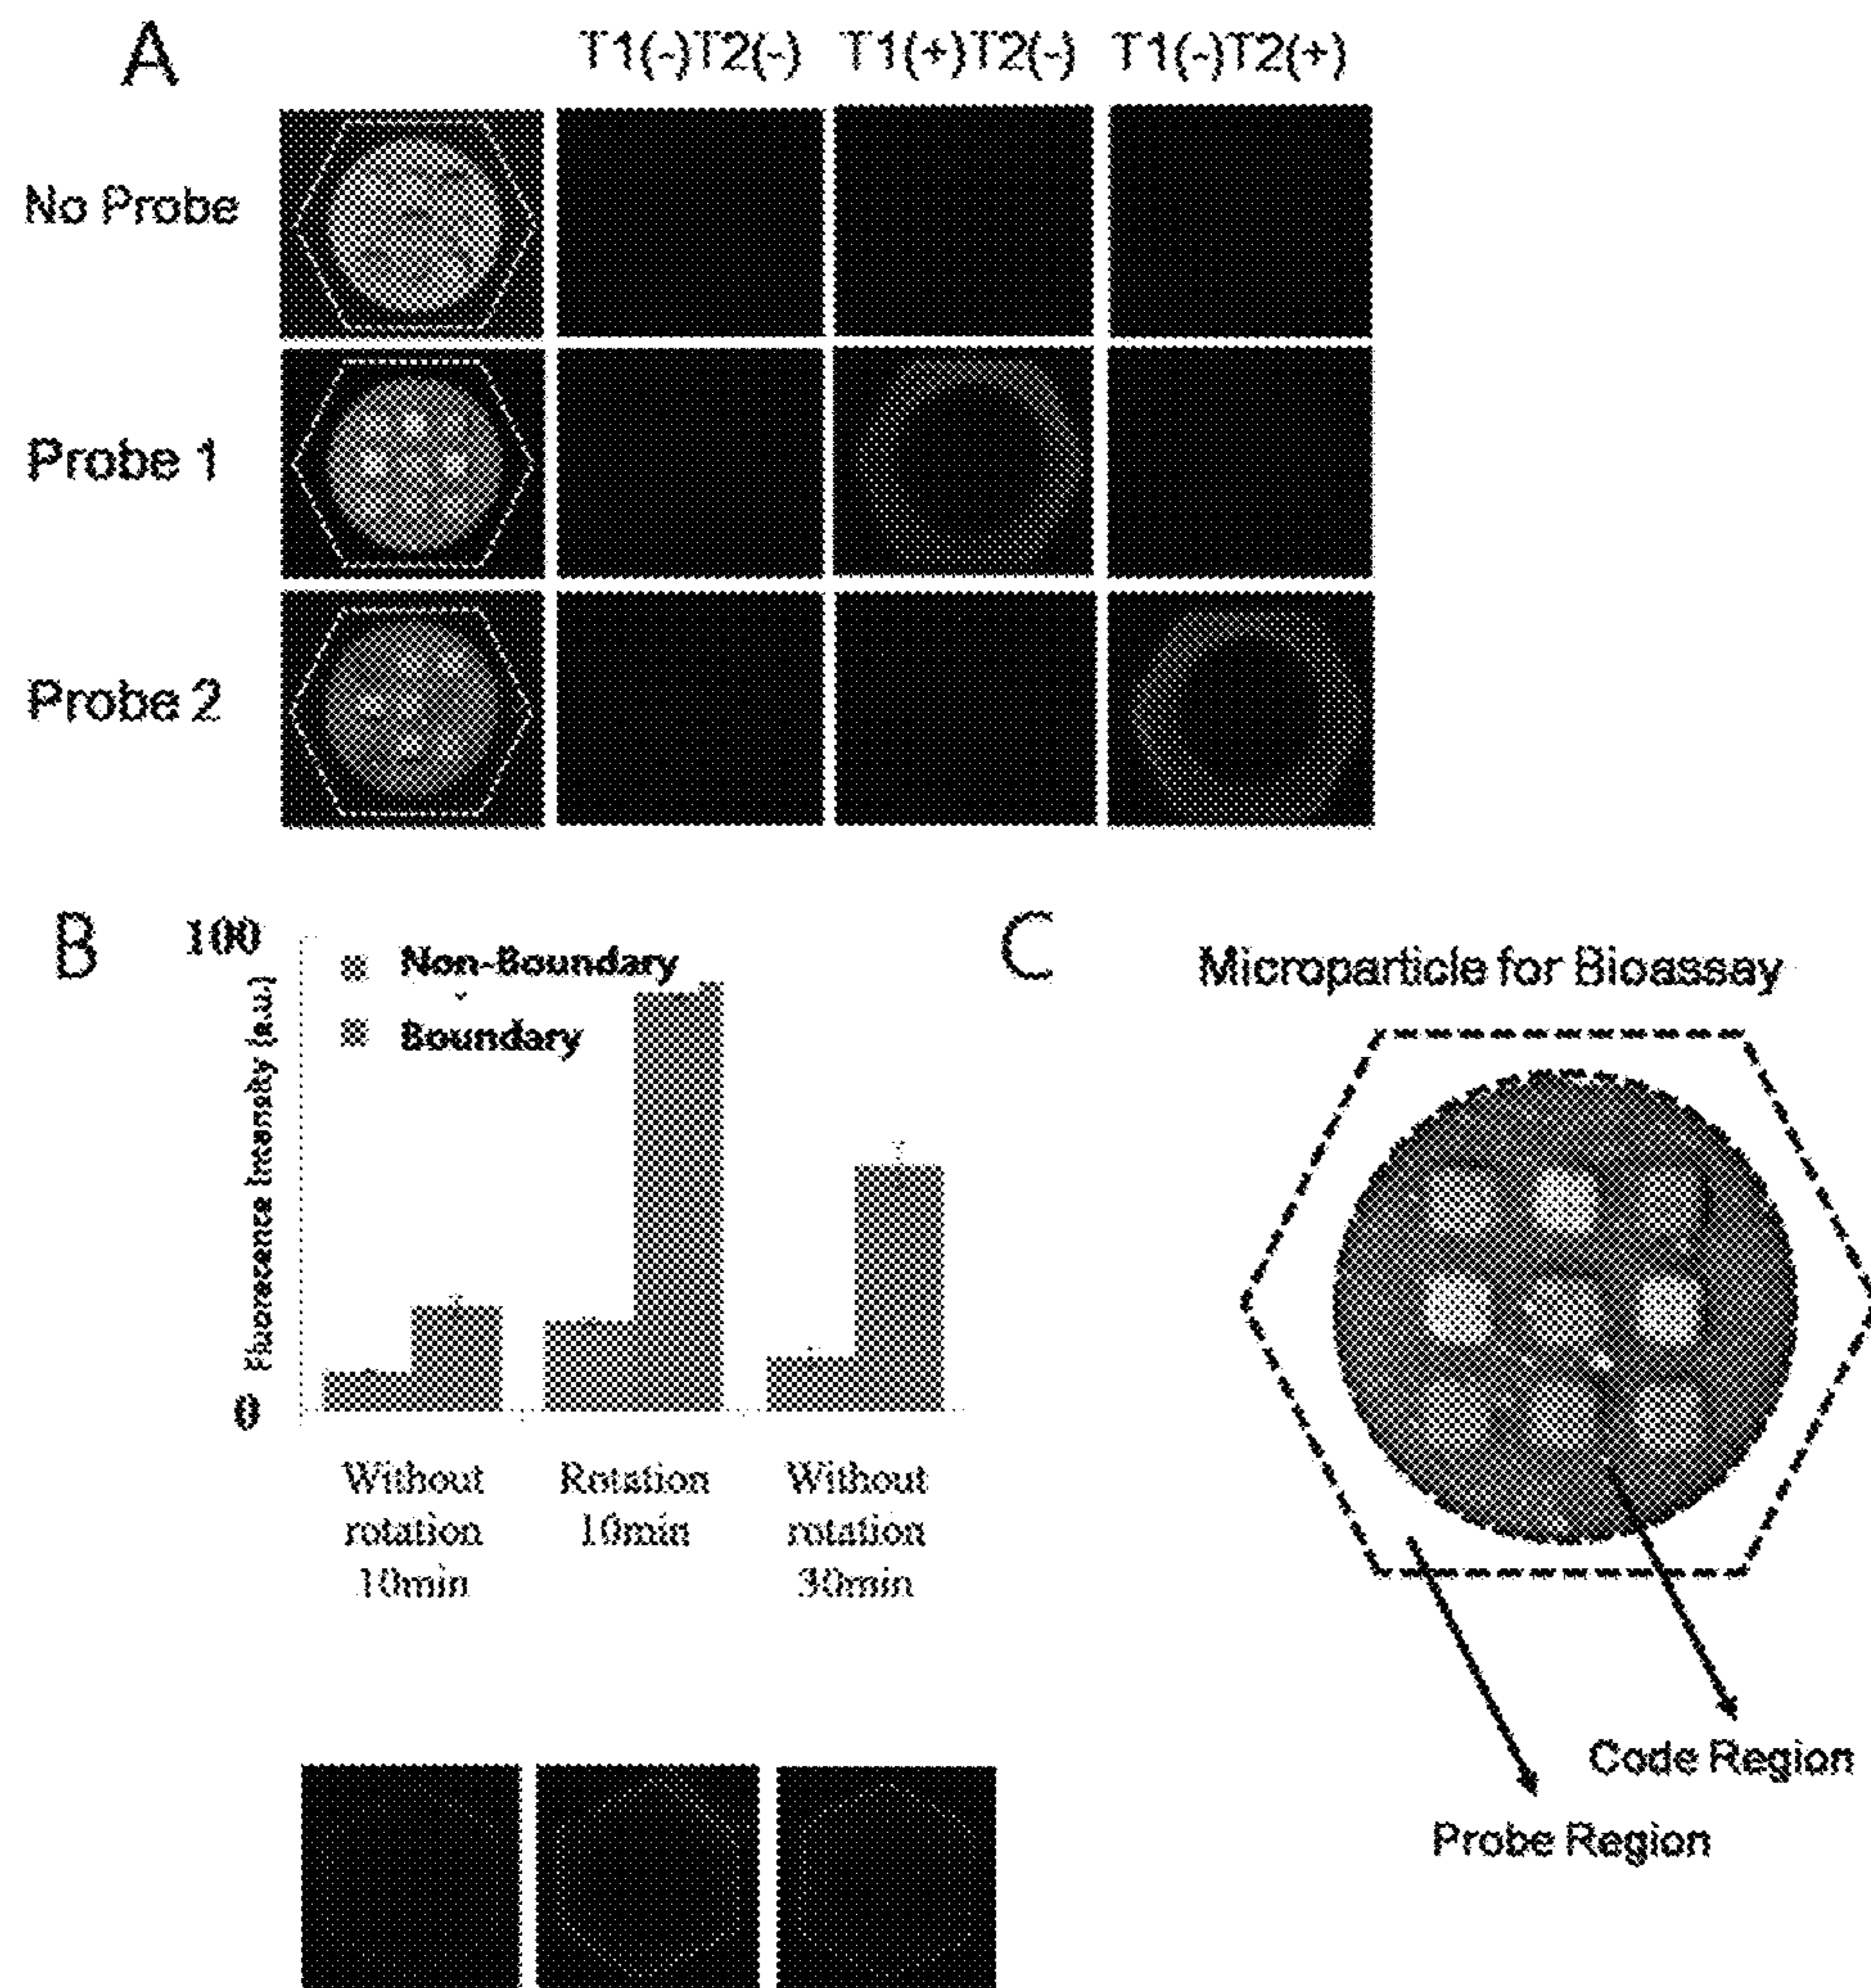 A
T1(-)T2(-) T1(+)T2(-) T1(-)T2(+)
No Probe
Probe 1
Probe 2
B
100
Fluorescence Intensity (a.u.)
0
Non-Boundary
Boundary
Without
rotation
10min
Rotation
10min
Without
rotation
30min
C
Microparticle for Bioassay
Code Region
Probe Region